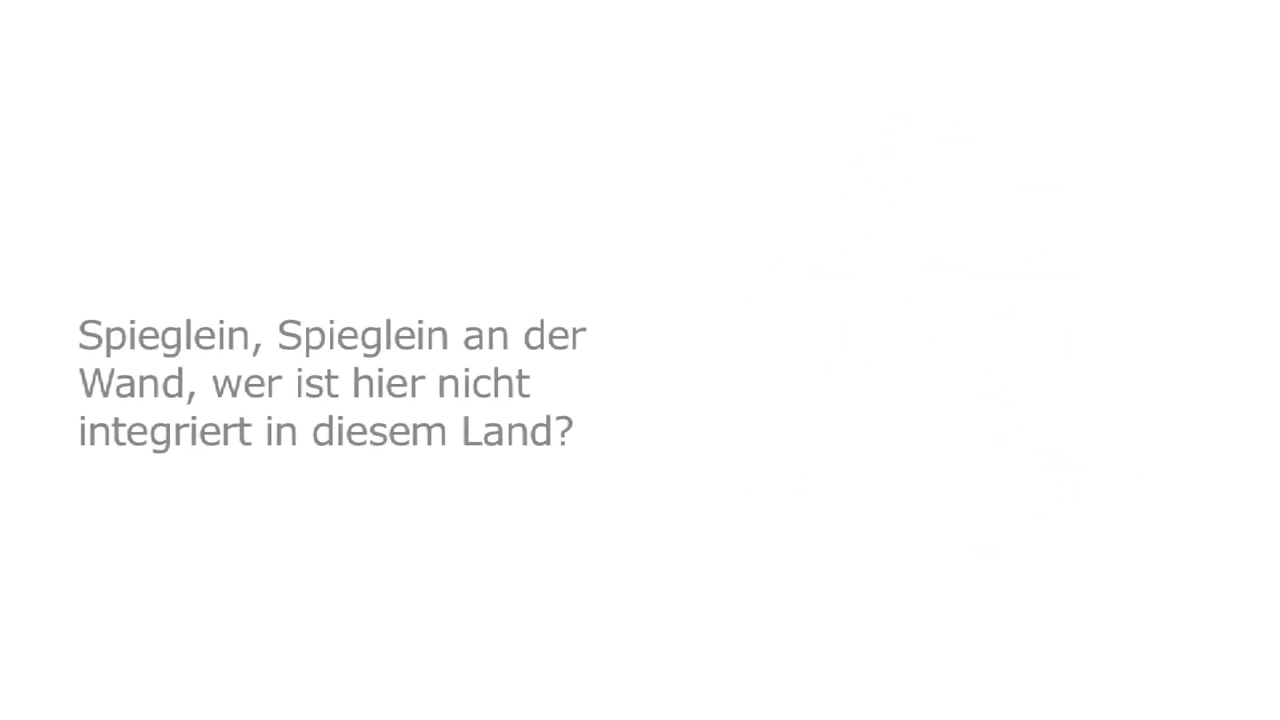 Spieglein, Spieglein an der
Wand, wer ist hier nicht
integriert in diesem Land?